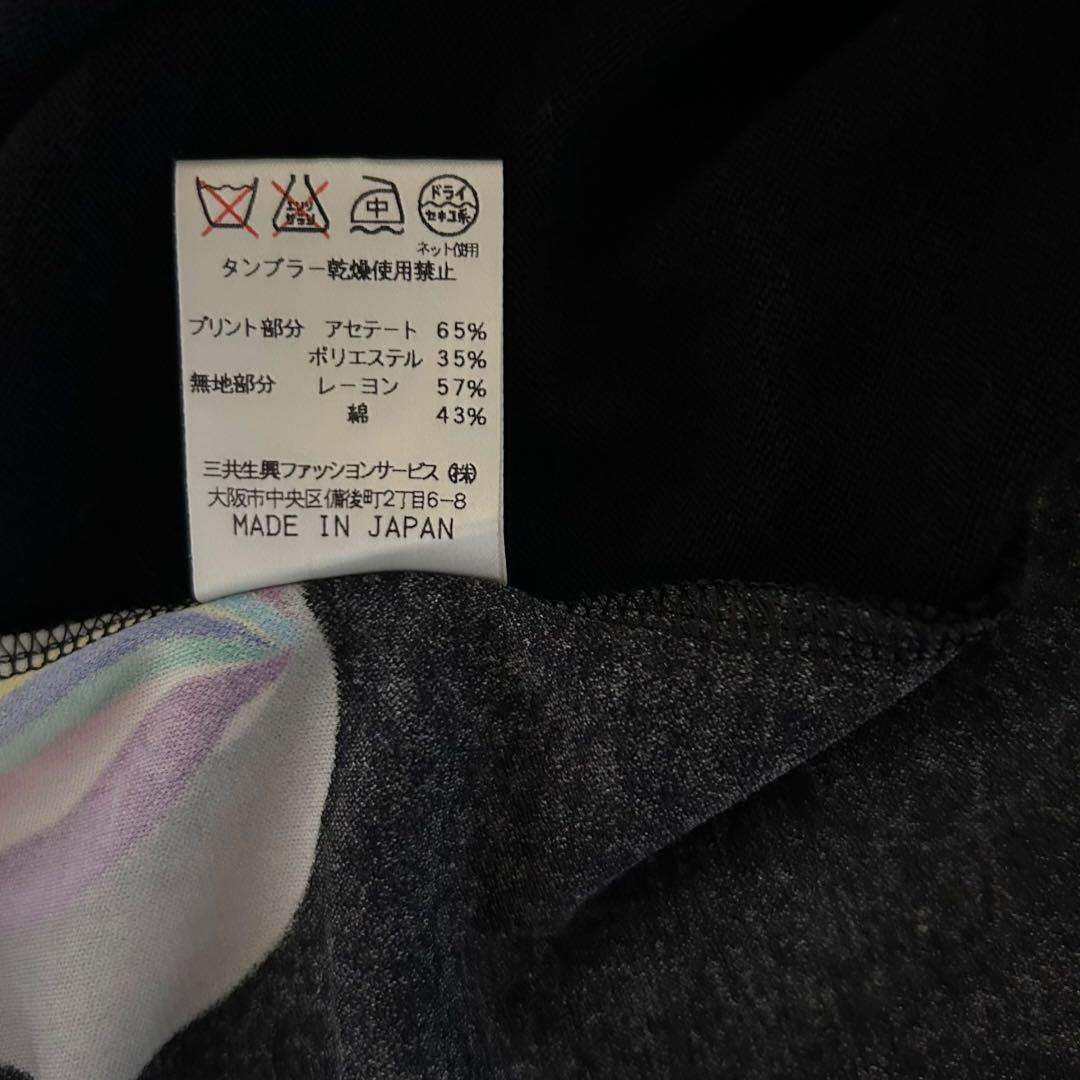 エンソ サラシ 中 ドライ セキユ系
ネット使用
タンブラー乾燥使用禁止
プリント部分 アセテート 65%
ポリエステル 35%
無地部分 レーヨン 57%
綿 43%
三共生興ファッションサービス ㈱
大阪市中央区備後町2丁目6-8
MADE IN JAPAN